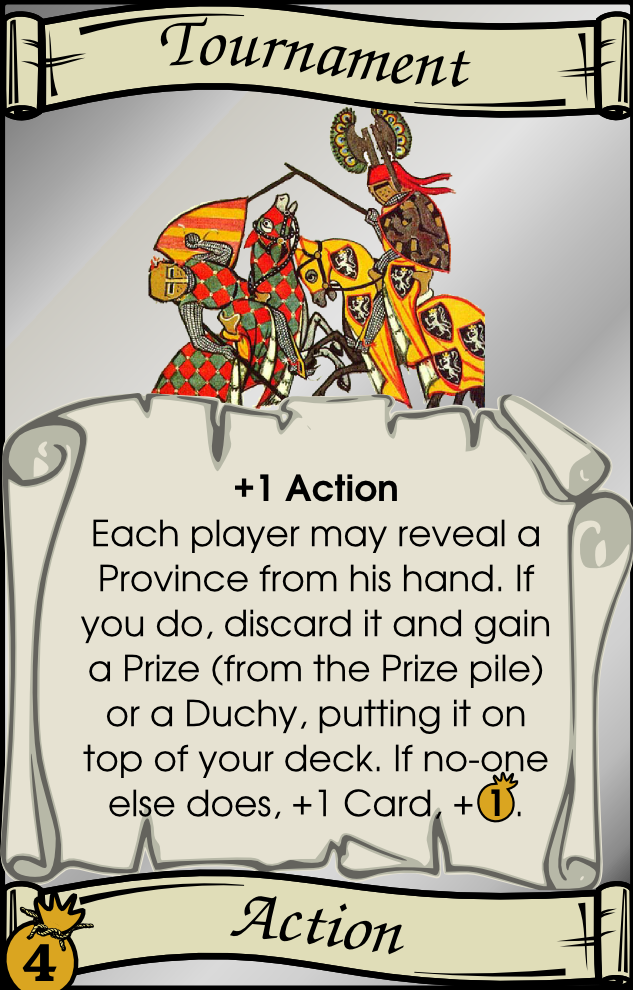 Tournament
+1 Action
Each player may reveal a
Province from his hand. If
you do, discard it and gain
a Prize (from the Prize pile)
or a Duchy, putting it on
top of your deck. If no-one
else does, +1 Card, +1.
Action
4